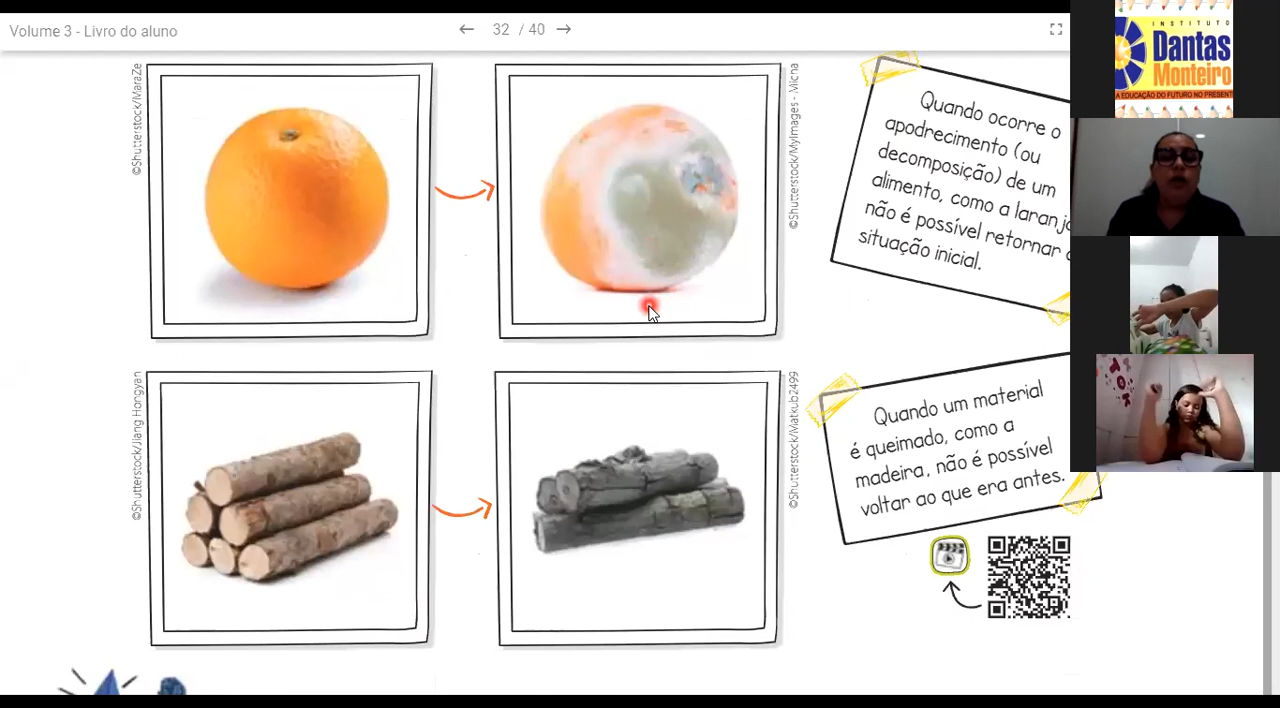 Volume 3 - Livro do aluno
32 / 40
©Shutterstock/MaraZe
©Shutterstock/MyImages - Micha
Quando ocorre o
apodrecimento (ou
decomposição) de um
alimento, como a laranja
não é possível retornar
situação inicial.
©Shutterstock/Jiang Hongyan
©Shutterstock/Matkub2499
Quando um material
é queimado, como a
madeira, não é possível
voltar ao que era antes.
INSTITUTO
Dantas
Monteiro
A EDUCAÇÃO DO FUTURO NO PRESENT